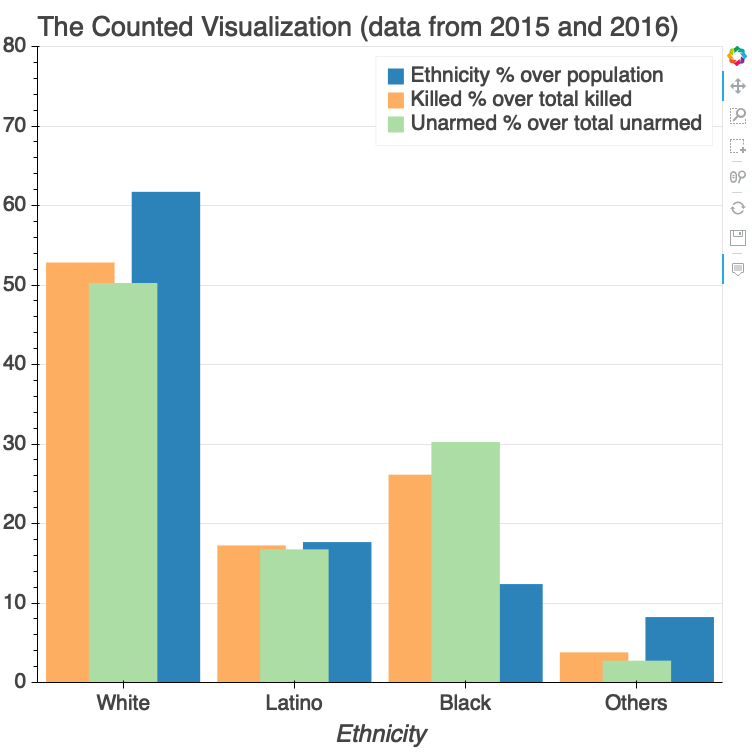 The Counted Visualization (data from 2015 and 2016)
Ethnicity % over population
Killed % over total killed
Unarmed % over total unarmed
80
70
60
50
40
30
20
10
0
White Latino Black Others
Ethnicity